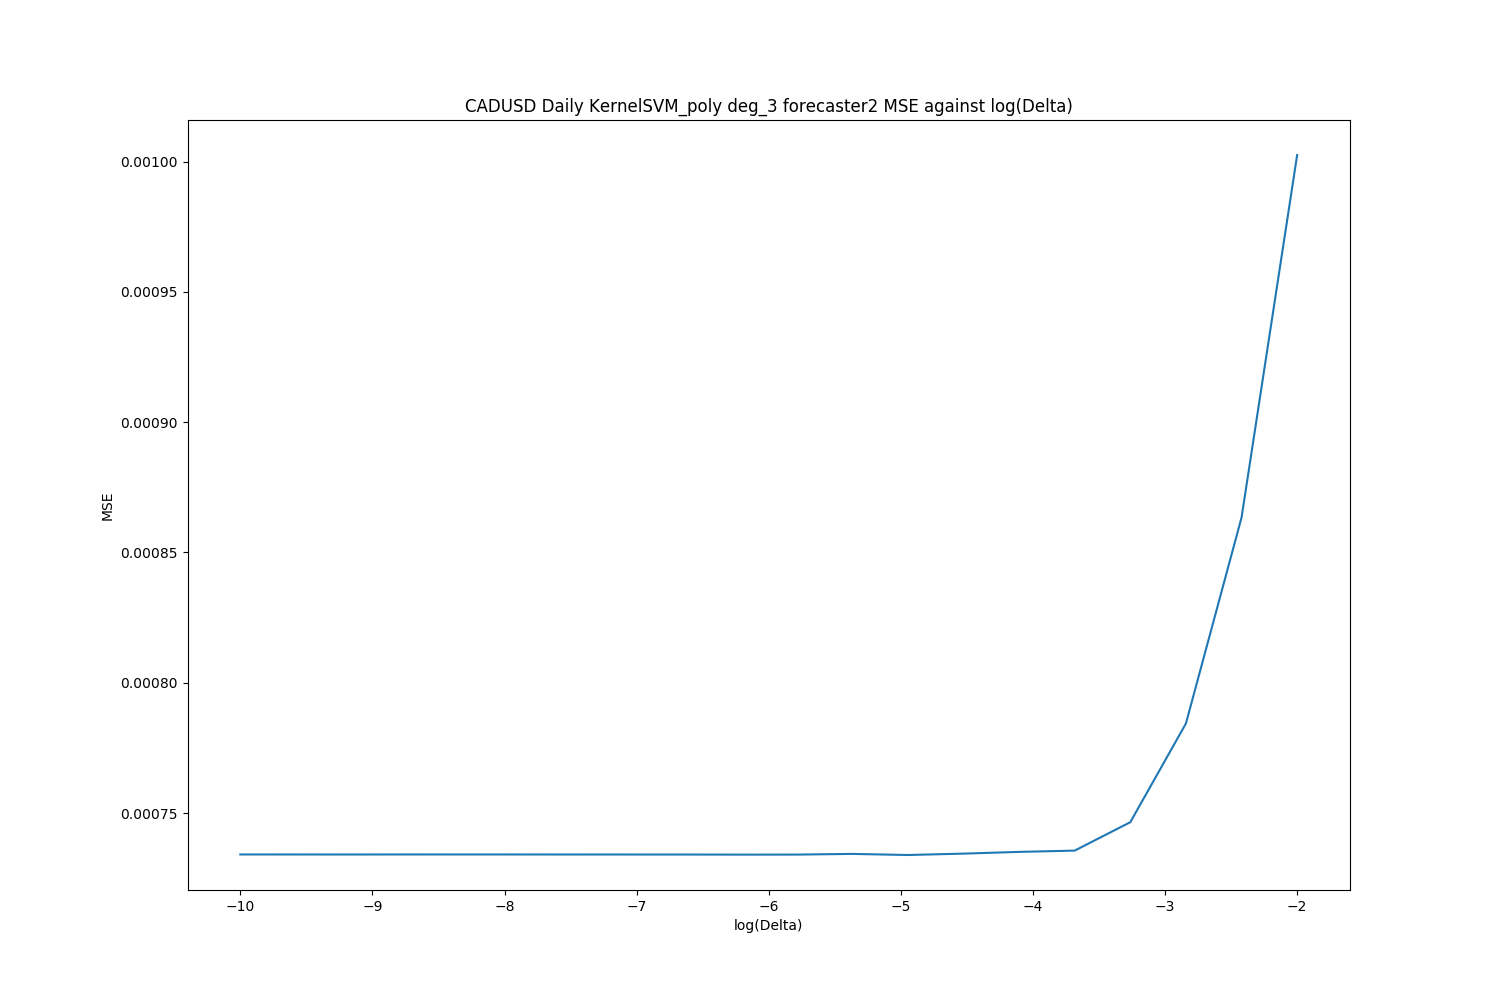 CADUSD Daily KernelSVM_poly deg_3 forecaster2 MSE against log(Delta)
0.00100
0.00095
0.00090
0.00085
0.00080
0.00075
MSE
−10 −9 −8 −7 −6 −5 −4 −3 −2
log(Delta)